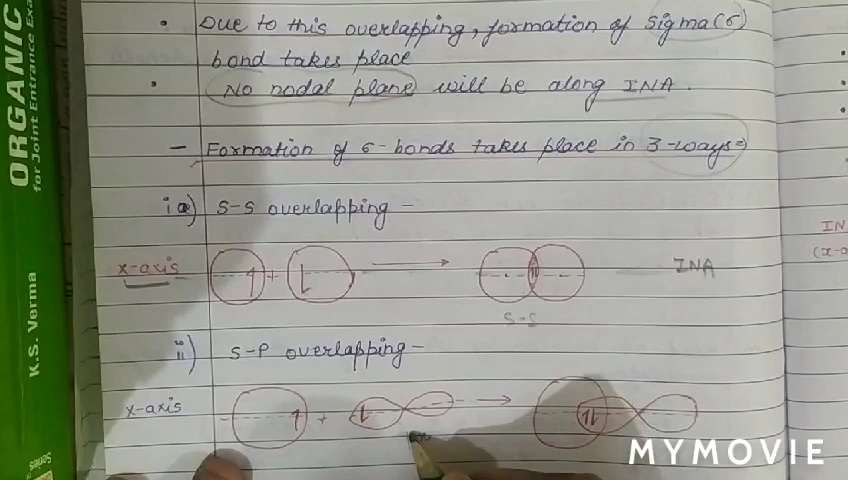 ORGANIC
for Joint Entrance Exa
K.S. Verma
Series
• Due to this overlapping, formation of sigma(σ)
bond takes place
• No nodal plane will be along INA.
- Formation of σ-bonds takes place in 3-ways⇒
S-S overlapping -
x-axis + → INA
S-S
ii) S-P overlapping -
x-axis + →
IN
MYMOVIE